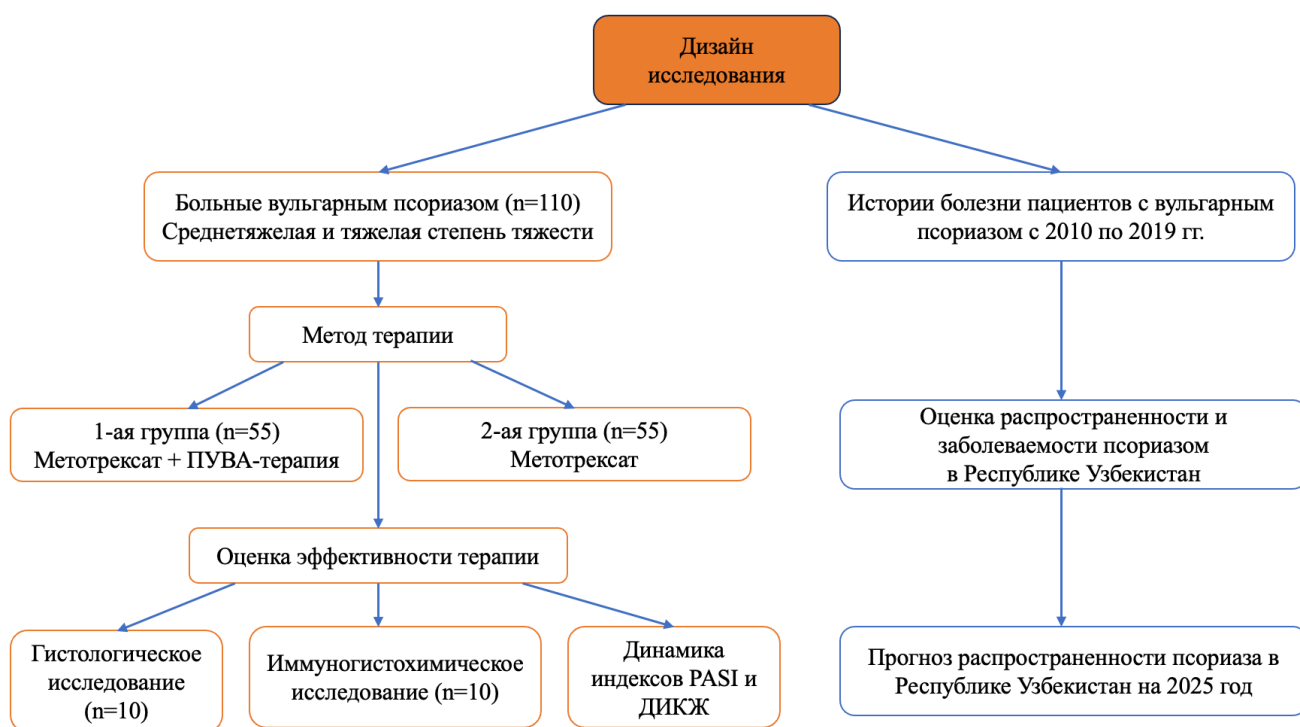 Дизайн
исследования
Больные вульгарным псориазом (n=110)
Среднетяжелая и тяжелая степень тяжести
Истории болезни пациентов с вульгарным
псориазом с 2010 по 2019 гг.
Метод терапии
1-ая группа (n=55)
Метотрексат + ПУВА-терапия
2-ая группа (n=55)
Метотрексат
Оценка распространенности и
заболеваемости псориазом
в Республике Узбекистан
Оценка эффективности терапии
Гистологическое
исследование
(n=10)
Иммуногистохимическое
исследование (n=10)
Динамика
индексов PASI и
ДИКЖ
Прогноз распространенности псориаза в
Республике Узбекистан на 2025 год